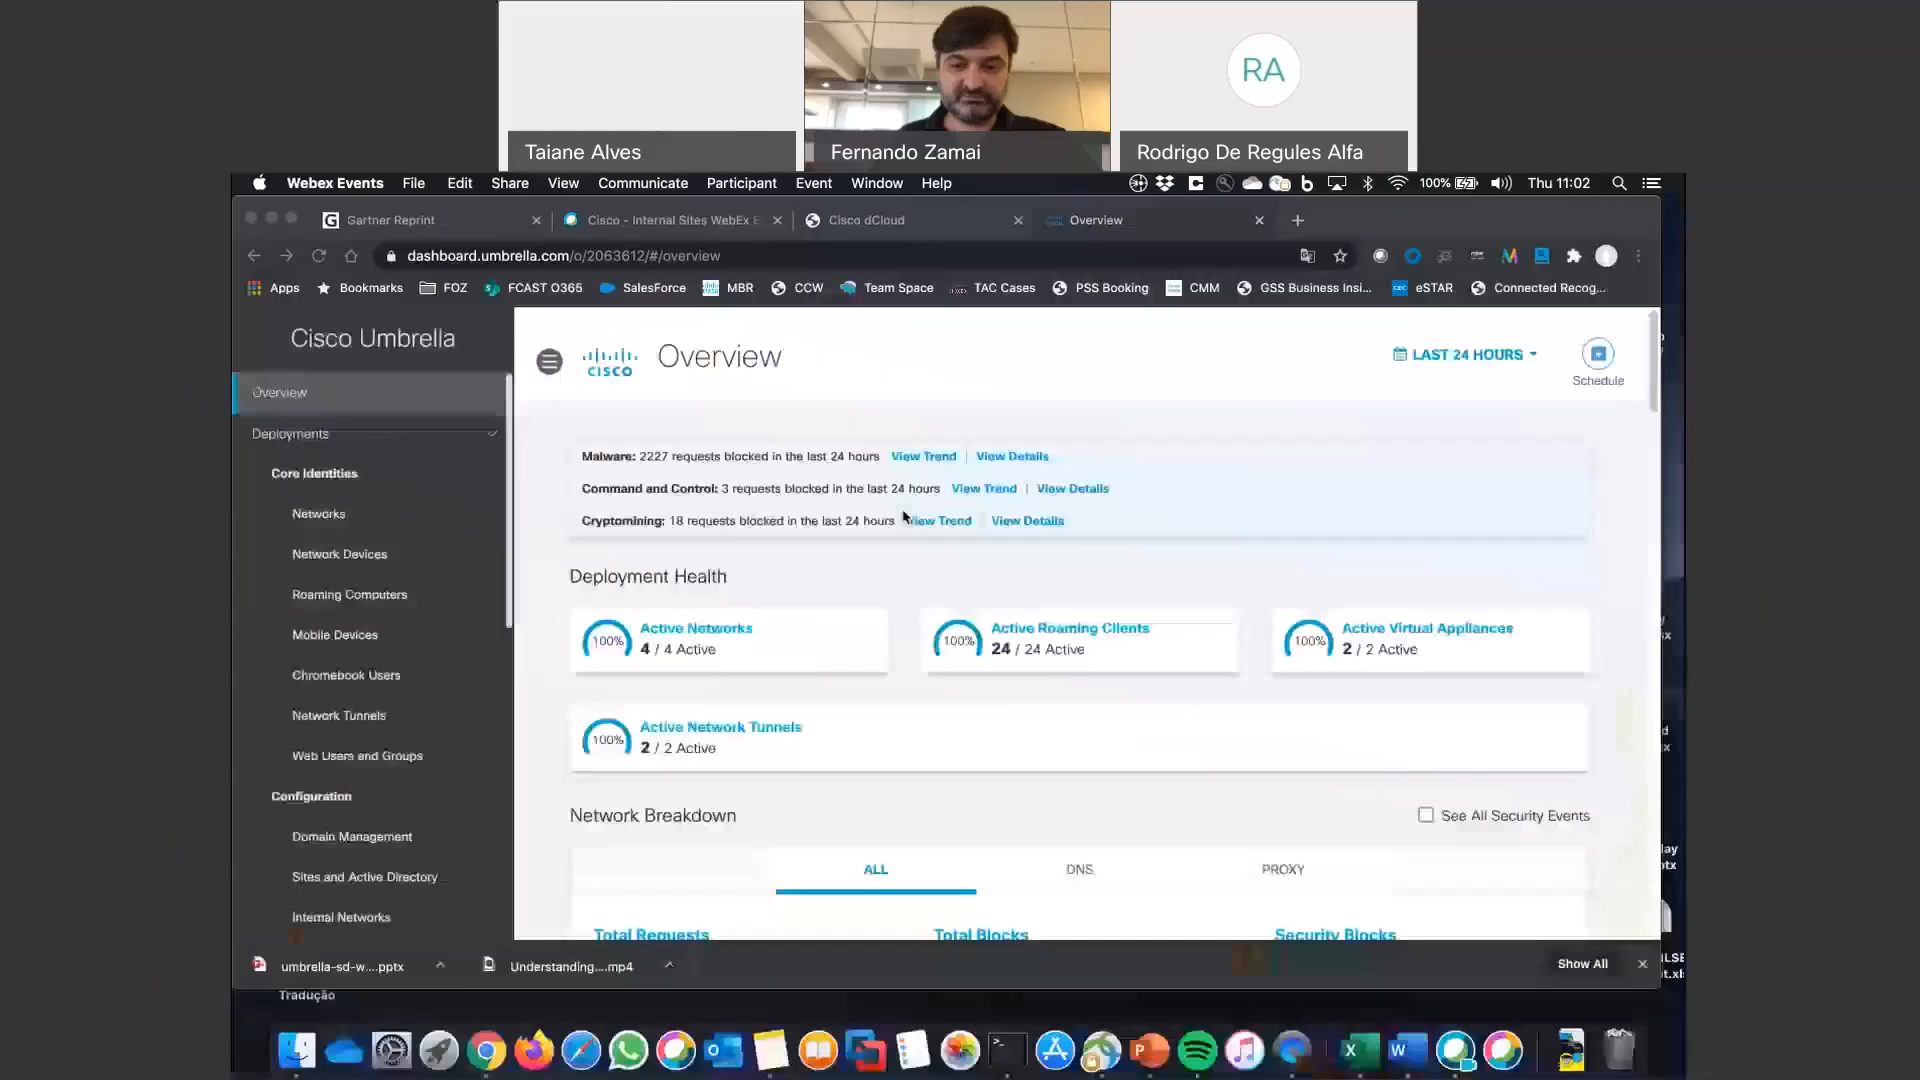 RA
Taiane Alves
Fernando Zamai
Rodrigo De Regules Alfa
Webex Events File Edit Share View Communicate Participant Event Window Help 100% Thu 11:02
G Gartner Reprint
Cisco - Internal Sites WebEx E
Cisco dCloud
Overview
dashboard.umbrella.com/o/2063612/#/overview
Apps Bookmarks FOZ FCAST O365 SalesForce MBR CCW Team Space TAC Cases PSS Booking CMM GSS Business Insi... eSTAR Connected Recog...
Cisco Umbrella
Overview
Deployments
Core Identities
Networks
Network Devices
Roaming Computers
Mobile Devices
Chromebook Users
Network Tunnels
Web Users and Groups
Configuration
Domain Management
Sites and Active Directory
Internal Networks
CISCO
Overview
LAST 24 HOURS
Schedule
Malware: 2227 requests blocked in the last 24 hours View Trend | View Details
Command and Control: 3 requests blocked in the last 24 hours View Trend | View Details
Cryptomining: 18 requests blocked in the last 24 hours View Trend View Details
Deployment Health
100% Active Networks
4 / 4 Active
100% Active Roaming Clients
24 / 24 Active
100% Active Virtual Appliances
2 / 2 Active
100% Active Network Tunnels
2 / 2 Active
Network Breakdown
See All Security Events
ALL DNS PROXY
Total Requests Total Blocks Security Blocks
umbrella-sd-w....pptx
Understanding....mp4
Show All
Tradução